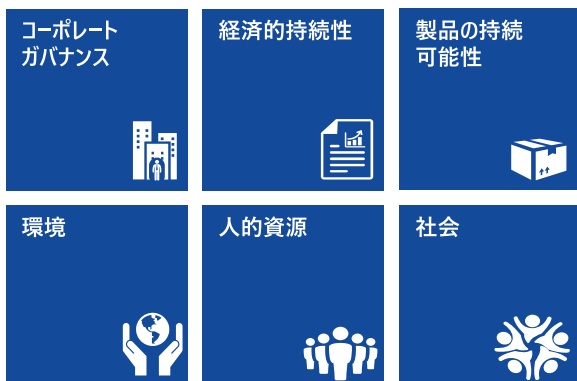 コーポレート
ガバナンス
経済的持続性
製品の持続
可能性
環境
人的資源
社会